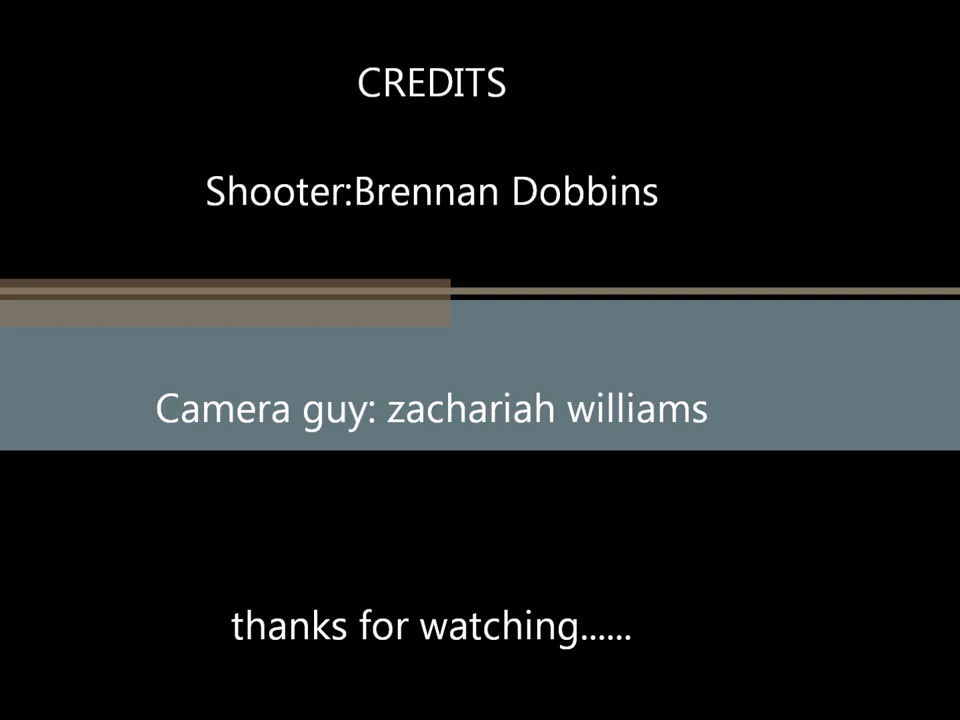 CREDITS
Shooter:Brennan Dobbins
Camera guy: zachariah williams
thanks for watching......